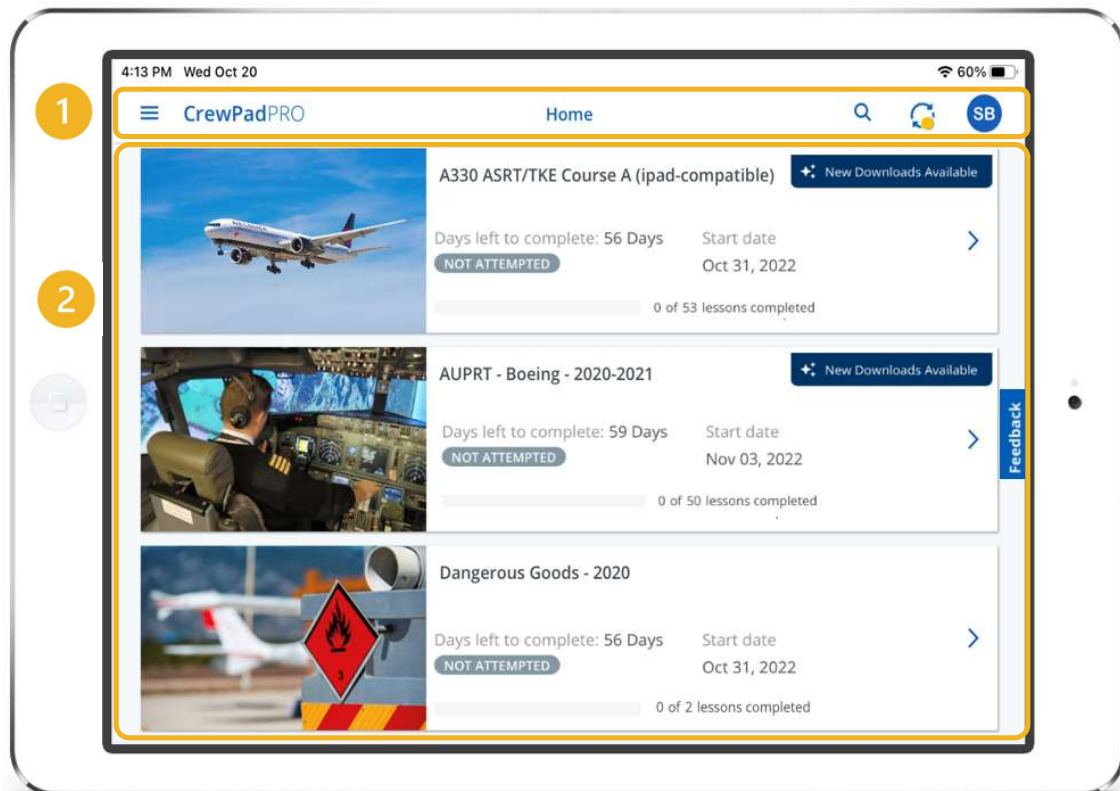 4:13 PM Wed Oct 20
60%
1
CrewPadPRO
Home
SB
2
A330 ASRT/TKE Course A (ipad-compatible)
New Downloads Available
Days left to complete: 56 Days
Start date
NOT ATTEMPTED
Oct 31, 2022
0 of 53 lessons completed
AUPRT - Boeing - 2020-2021
New Downloads Available
Days left to complete: 59 Days
Start date
NOT ATTEMPTED
Nov 03, 2022
0 of 50 lessons completed
Feedback
Dangerous Goods - 2020
Days left to complete: 56 Days
Start date
NOT ATTEMPTED
Oct 31, 2022
3
0 of 2 lessons completed